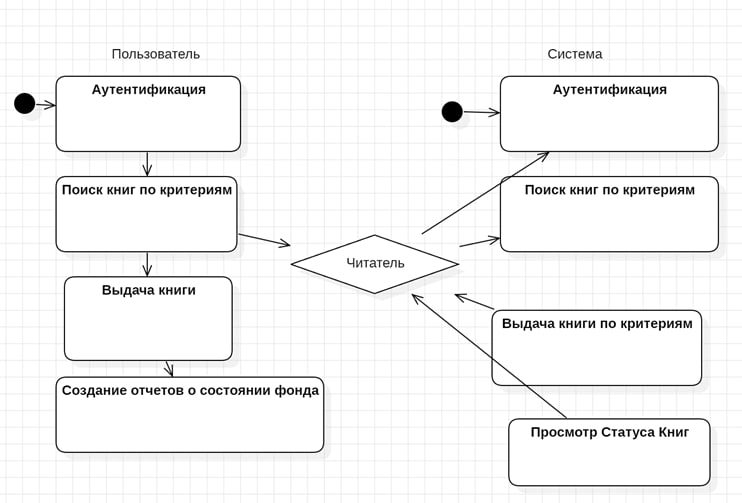 Пользователь
Система
Аутентификация
Аутентификация
Поиск книг по критериям
Поиск книг по критериям
Читатель
Выдача книги
Выдача книги по критериям
Создание отчетов о состоянии фонда
Просмотр Статуса Книг